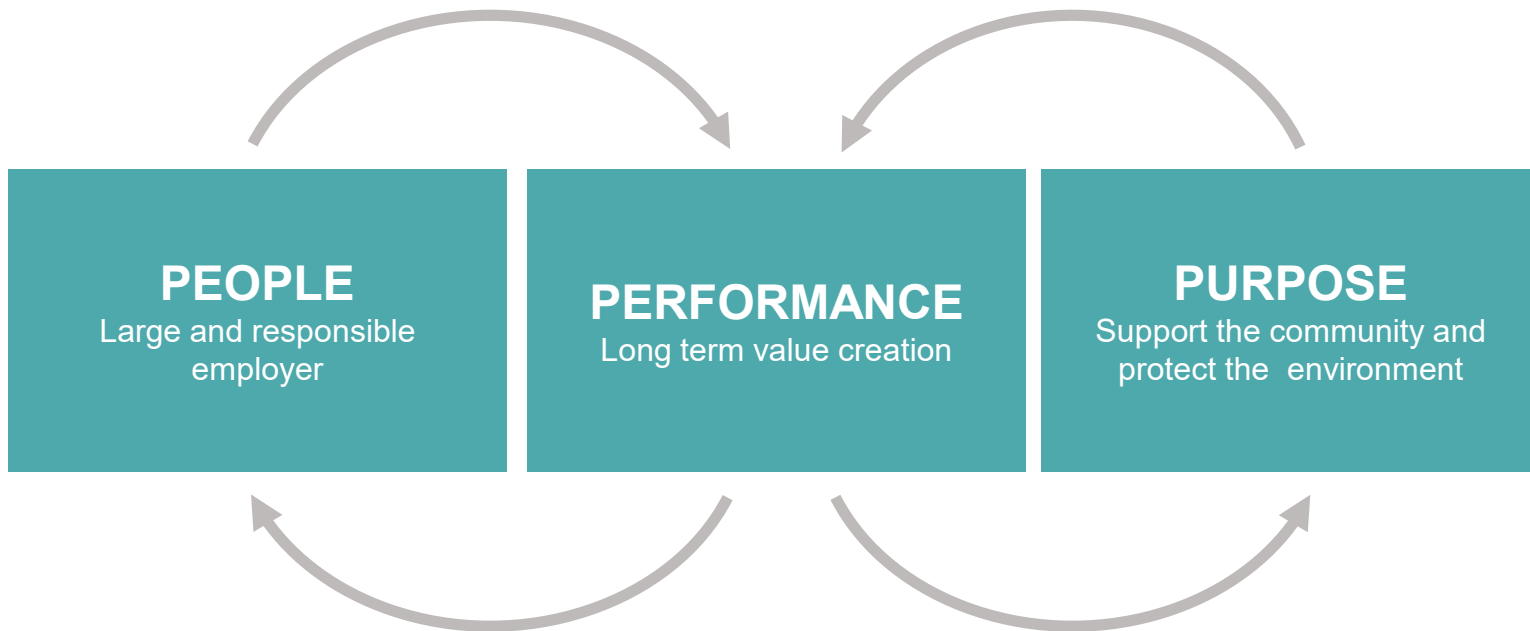 PEOPLE
Large and responsible
employer
PERFORMANCE
Long term value creation
PURPOSE
Support the community and
protect the  environment